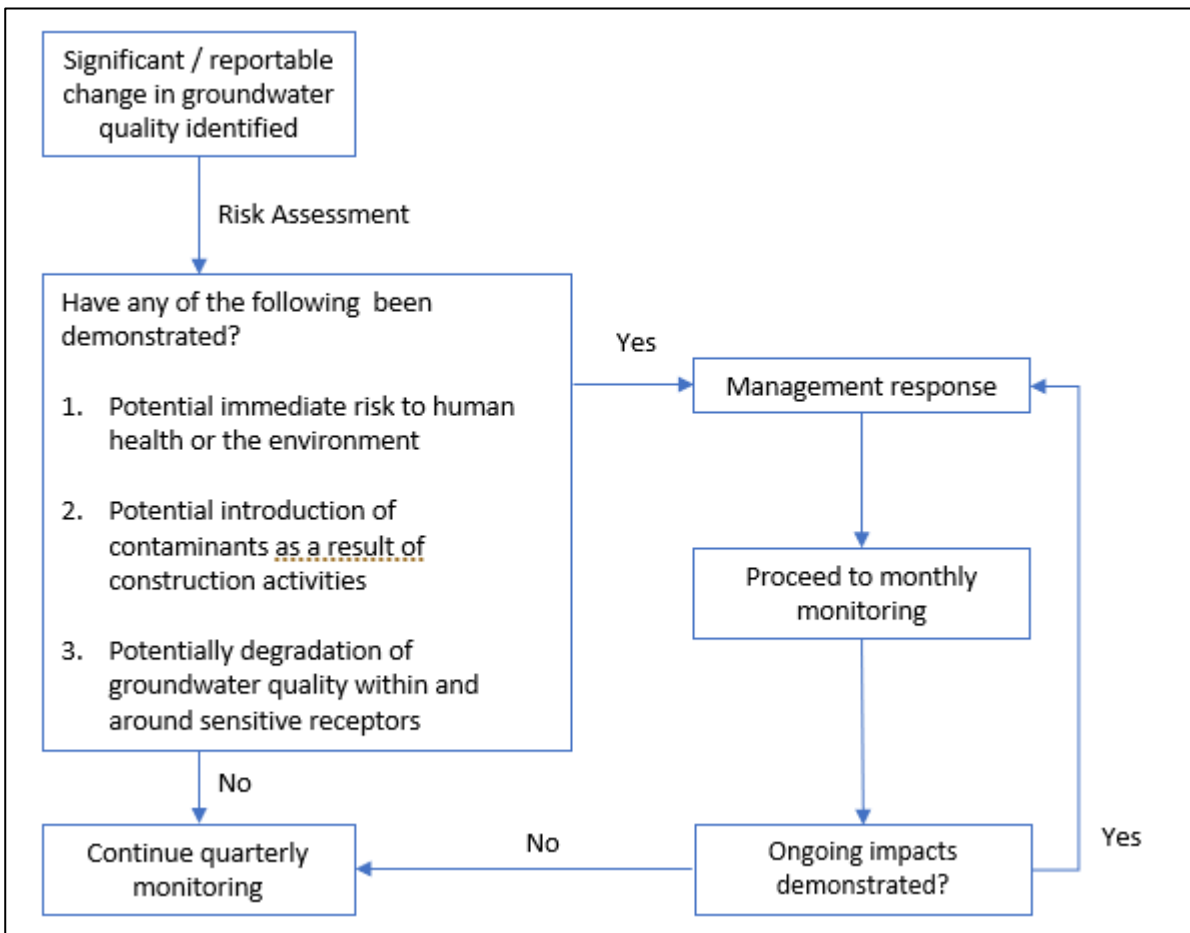 Significant / reportable
change in groundwater
quality identified
Risk Assessment
Have any of the following been
demonstrated?
1. Potential immediate risk to human
health or the environment
2. Potential introduction of
contaminants as a result of
construction activities
3. Potentially degradation of
groundwater quality within and
around sensitive receptors
Yes
Management response
Proceed to monthly
monitoring
Ongoing impacts
demonstrated?
Yes
No
No
Continue quarterly
monitoring